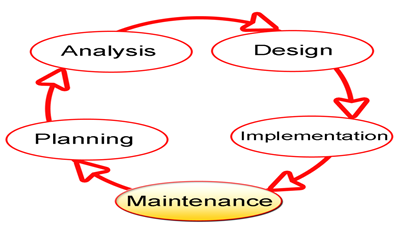 Analysis
Design
Planning
Implementation
Maintenance